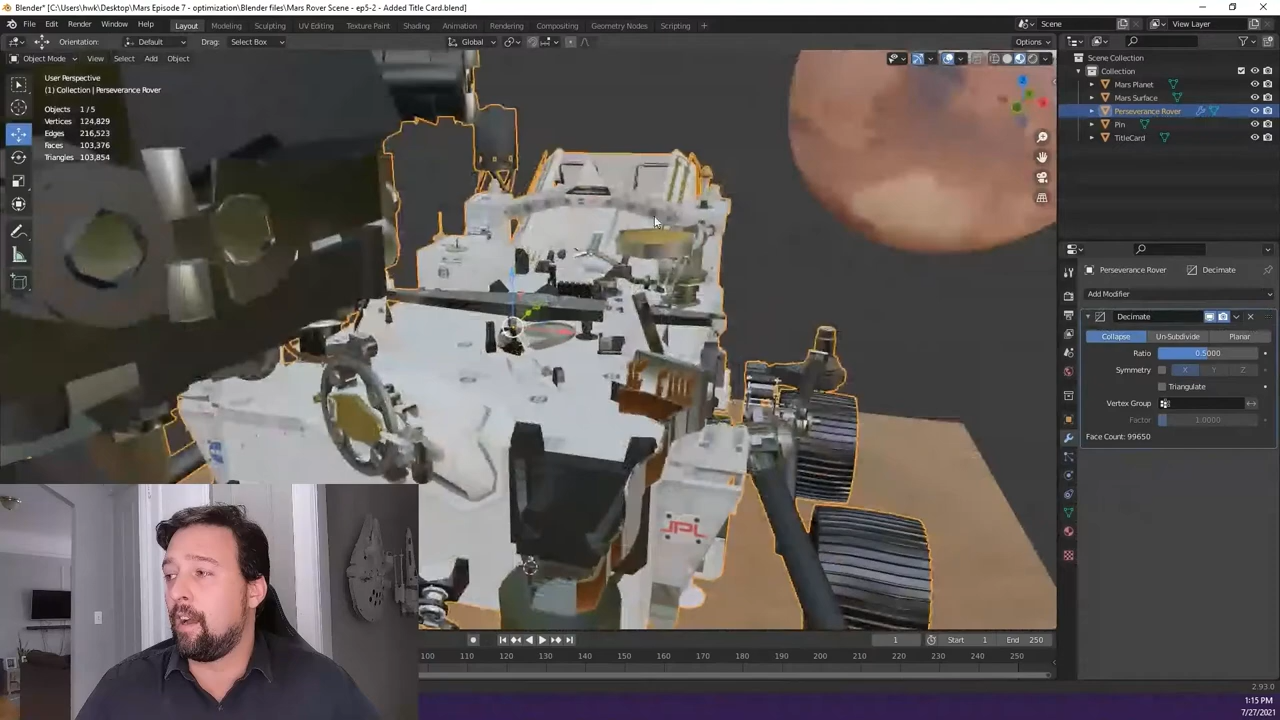 Blender* [C:\Users\hwk\Desktop\Mars Episode 7 - optimization\Blender files\Mars Rover Scene - ep5-2 - Added Title Card.blend]
File Edit Render Window Help
Layout Modeling Sculpting UV Editing Texture Paint Shading Animation Rendering Compositing Geometry Nodes Scripting +
Scene
View Layer
Orientation: Default Drag: Select Box Global Options
Object Mode View Select Add Object
User Perspective
(1) Collection | Perseverance Rover
Objects 1/5
Vertices 124,829
Edges 216,523
Faces 103,376
Triangles 103,854
Scene Collection
Collection
Mars Planet
Mars Surface
Perseverance Rover
Pin
TitleCard
Perseverance Rover Decimate
Add Modifier
Decimate
Collapse Un-Subdivide Planar
Ratio 0.5000
Symmetry X Y Z
Triangulate
Vertex Group
Factor 1.0000
Face Count: 99650
JPL
1 Start 1 End 250
100 110 120 130 140 150 160 170 180 190 200 210 220 230 240 250
2.93.0
1:15 PM
7/27/2021